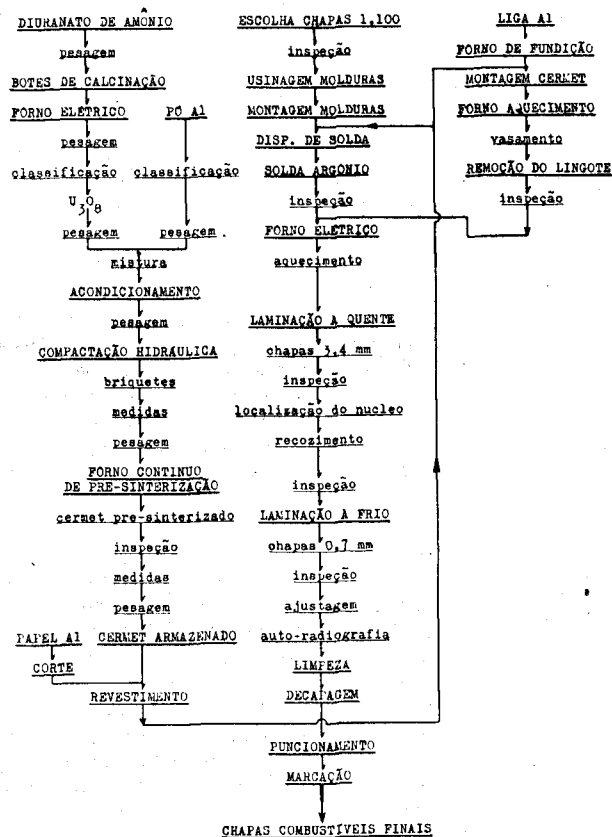 DIURANATO DE AMÔNIO
pesagem
BOTES DE CALCINAÇÃO
FORNO ELETRICO
PÓ Al
pesagem
classificação
classificação
U3O8
pesagem
pesagem
mistura
ACONDICIONAMENTO
pesagem
COMPACTAÇÃO HIDRÁULICA
briquetes
medidas
pesagem
FORNO CONTINUO
DE PRE-SINTERIZAÇÃO
cermet pre-sinterizado
inspeção
medidas
pesagem
PAPEL Al
CERMET ARMAZENADO
CORTE
REVESTIMENTO
ESCOLHA CHAPAS 1.100
inspeção
USINAGEM MOLDURAS
MONTAGEM MOLDURAS
DISP. DE SOLDA
SOLDA ARGÔNIO
inspeção
FORNO ELETRICO
aquecimento
LAMINAÇÃO A QUENTE
chapas 3,4 mm
inspeção
localização do nucleo
recozimento
inspeção
LAMINAÇÃO A FRIO
chapas 0,7 mm
inspeção
ajustagem
auto-radiografia
LIMPEZA
DECAPAGEM
PUNCIONAMENTO
MARCAÇÃO
CHAPAS COMBUSTÍVEIS FINAIS
LIGA Al
FORNO DE FUNDIÇÃO
MONTAGEM CERMET
FORNO AQUECIMENTO
vasamento
REMOÇÃO DO LINGOTE
inspeção